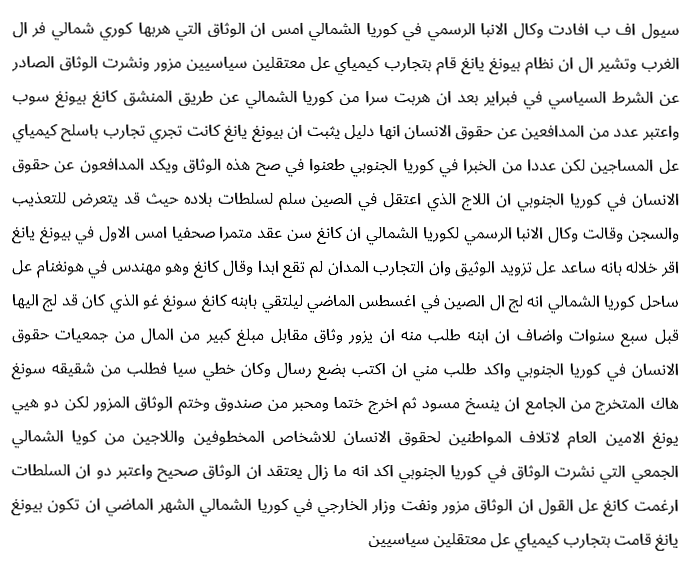 سيول اف ب افادت وكال الانبا الرسمي في كوريا الشمالي امس ان الوثاق التي هربها كوري شمالي فر ال
الغرب وتشير ال ان نظام بيونغ يانغ قام بتجارب كيمياي عل معتقلين سياسيين مزور ونشرت الوثاق الصادر
عن الشرط السياسي في فبراير بعد ان هربت سرا من كوريا الشمالي عن طريق المنشق كانغ بيونغ سوب
واعتبر عدد من المدافعين عن حقوق الانسان انها دليل يثبت ان بيونغ يانغ كانت تجري تجارب باسلح كيمياي
عل المساجين لكن عددا من الخبرا في كوريا الجنوبي طعنوا في صح هذه الوثاق ويكد المدافعون عن حقوق
الانسان في كوريا الجنوبي ان اللاج الذي اعتقل في الصين سلم لسلطات بلاده حيث قد يتعرض للتعذيب
والسجن وقالت وكال الانبا الرسمي لكوريا الشمالي ان كانغ سن عقد متمرا صحفيا امس الاول في بيونغ يانغ
اقر خلاله بانه ساعد عل تزويد الوثيق وان التجارب المدان لم تقع ابدا وقال كانغ وهو مهندس في هونغنام عل
ساحل كوريا الشمالي انه لج ال الصين في اغسطس الماضي ليلتقي بابنه كانغ سونغ غو الذي كان قد لج اليها
قبل سبع سنوات واضاف ان ابنه طلب منه ان يزور وثاق مقابل مبلغ كبير من المال من جمعيات حقوق
الانسان في كوريا الجنوبي واكد طلب مني ان اكتب بضع رسال وكان خطي سيا فطلب من شقيقه سونغ
هاك المتخرج من الجامع ان ينسخ مسود ثم اخرج ختما ومحبر من صندوق وختم الوثاق المزور لكن دو هيي
يونغ الامين العام لاتلاف المواطنين لحقوق الانسان للاشخاص المخطوفين واللاجين من كويا الشمالي
الجمعي التي نشرت الوثاق في كوريا الجنوبي اكد انه ما زال يعتقد ان الوثاق صحيح واعتبر دو ان السلطات
ارغمت كانغ عل القول ان الوثاق مزور ونفت وزار الخارجي في كوريا الشمالي الشهر الماضي ان تكون بيونغ
يانغ قامت بتجارب كيمياي عل معتقلين سياسيين